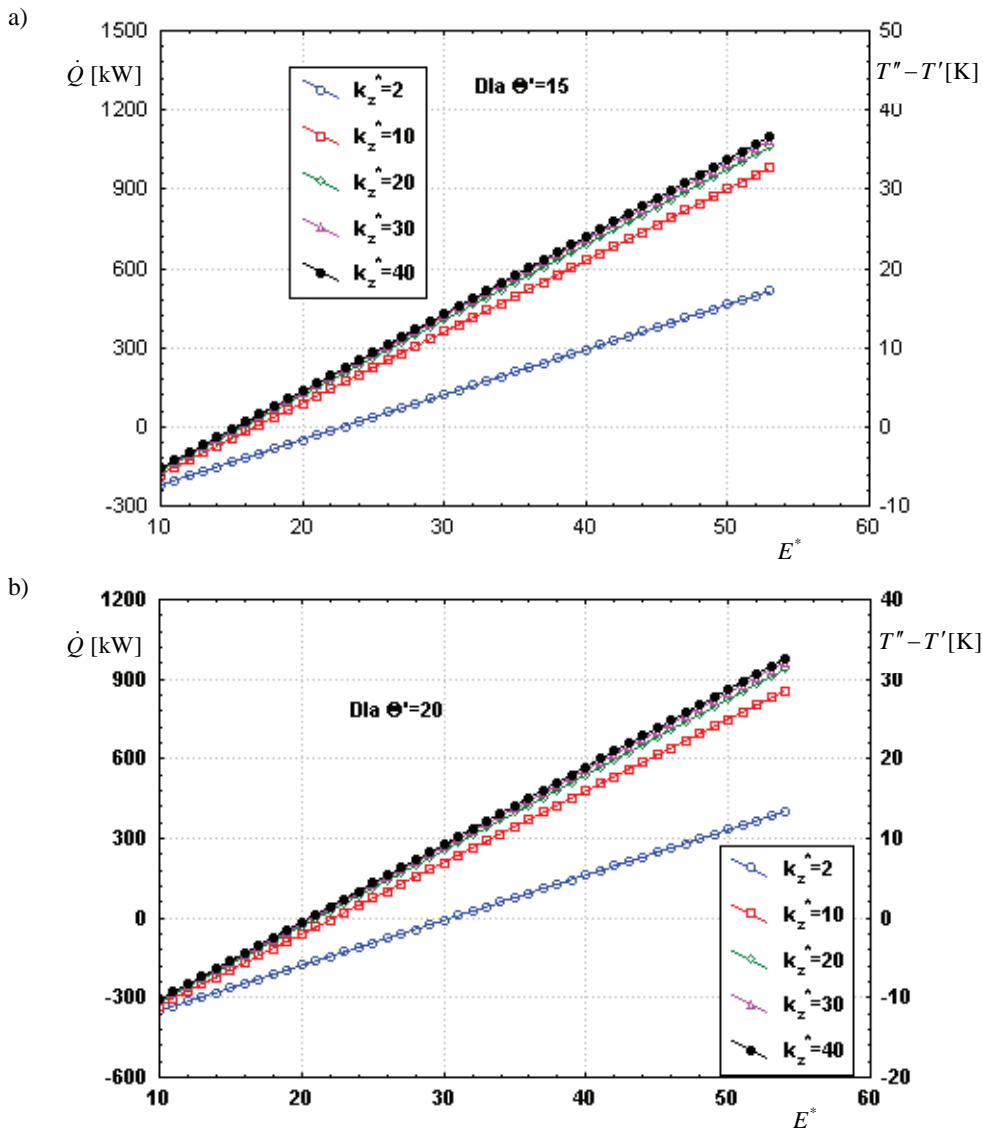 a)
Q̇ [kW]
T″−T′[K]
1500
1200
900
600
300
0
-300
50
40
30
20
10
0
-10
Dla Θ'=15
k_z^*=2
k_z^*=10
k_z^*=20
k_z^*=30
k_z^*=40
10 20 30 40 50 60
E*
b)
Q̇ [kW]
T″−T′[K]
1200
900
600
300
0
-300
-600
40
30
20
10
0
-10
-20
Dla Θ'=20
k_z^*=2
k_z^*=10
k_z^*=20
k_z^*=30
k_z^*=40
10 20 30 40 50 60
E*